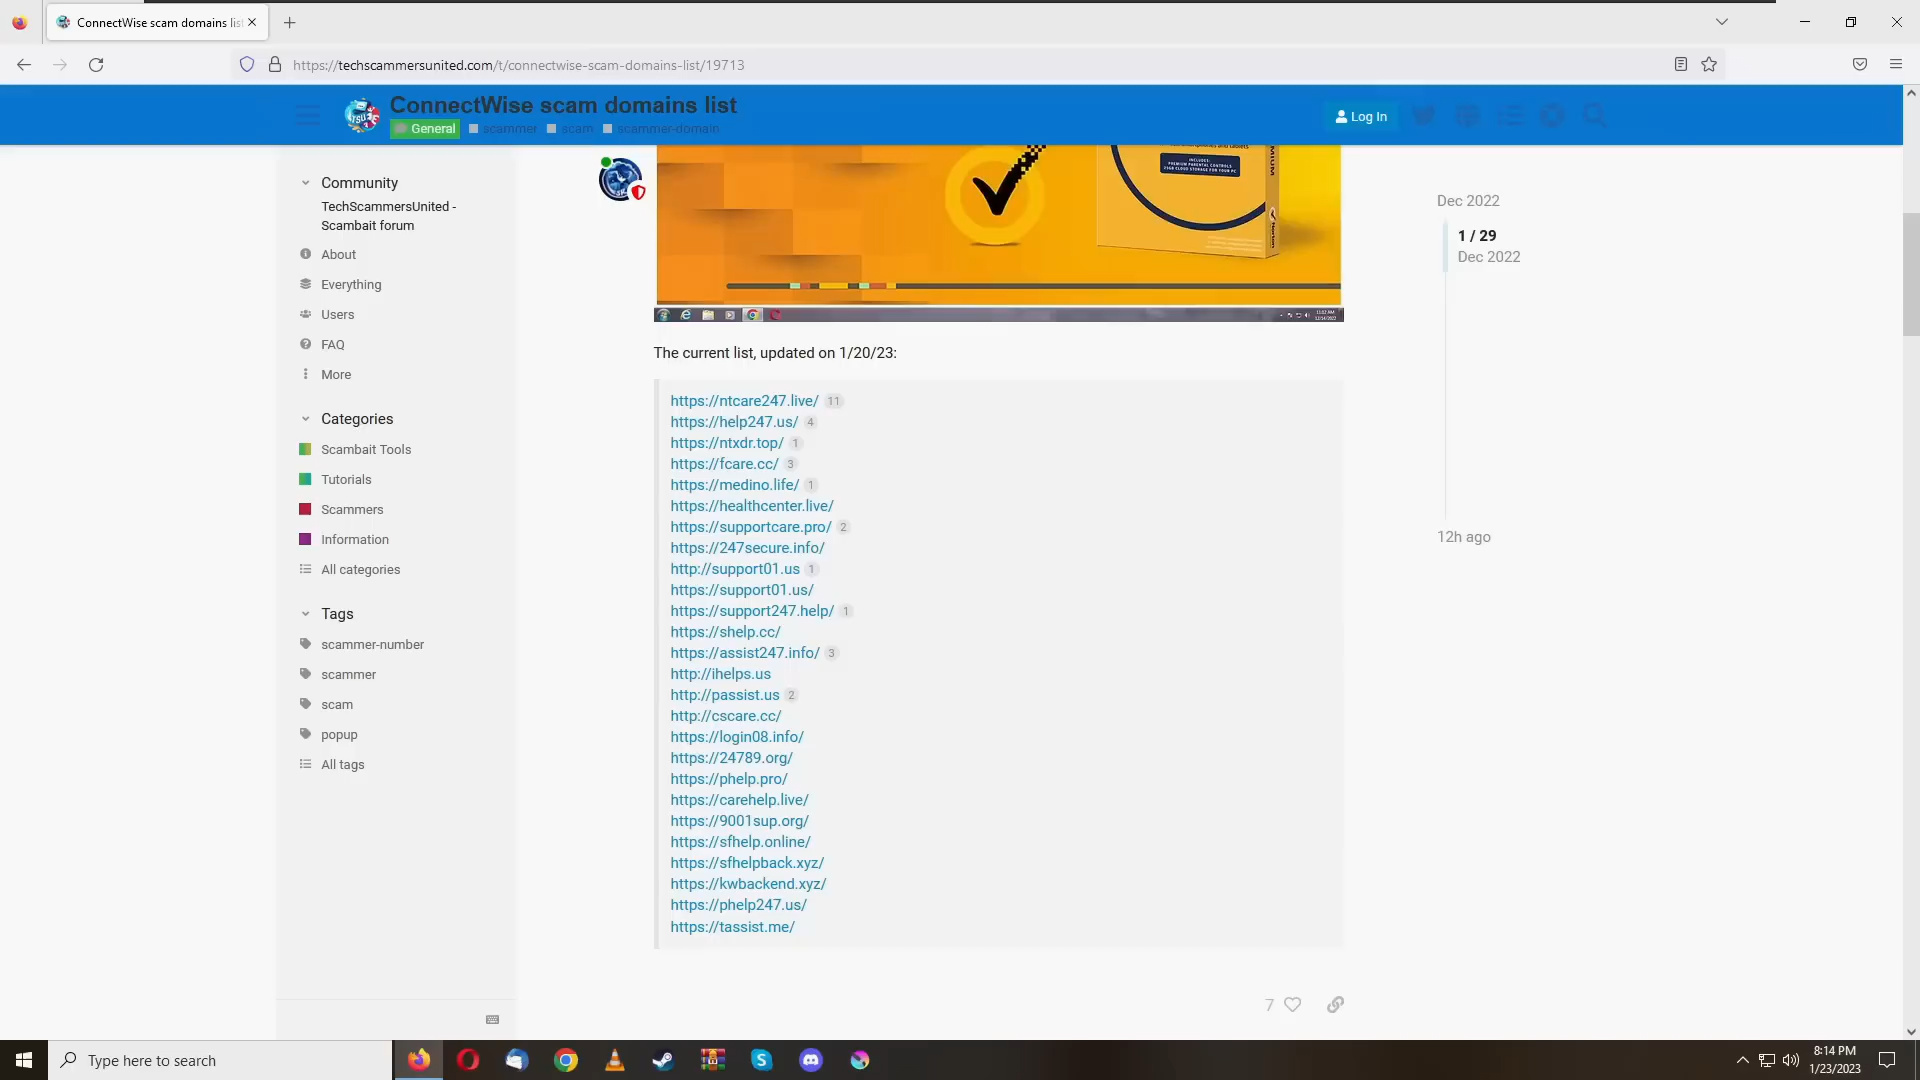 ConnectWise scam domains lis
https://techscammersunited.com/t/connectwise-scam-domains-list/19713
ConnectWise scam domains list
General scammer scam scammer-domain
Log In
Community
TechScammersUnited -
Scambait forum
About
Everything
Users
FAQ
More
Categories
Scambait Tools
Tutorials
Scammers
Information
All categories
Tags
scammer-number
scammer
scam
popup
All tags
INCLUDES:
PREMIUM PARENTAL CONTROLS
The current list, updated on 1/20/23:
https://ntcare247.live/ 11
https://help247.us/ 4
https://ntxdr.top/ 1
https://fcare.cc/ 3
https://medino.life/ 1
https://healthcenter.live/
https://supportcare.pro/ 2
https://247secure.info/
http://support01.us 1
https://support01.us/
https://support247.help/ 1
https://shelp.cc/
https://assist247.info/ 3
http://ihelps.us
http://passist.us 2
http://cscare.cc/
https://login08.info/
https://24789.org/
https://phelp.pro/
https://carehelp.live/
https://9001sup.org/
https://sfhelp.online/
https://sfhelpback.xyz/
https://kwbackend.xyz/
https://phelp247.us/
https://tassist.me/
7
Dec 2022
1 / 29
Dec 2022
12h ago
Type here to search
8:14 PM
1/23/2023